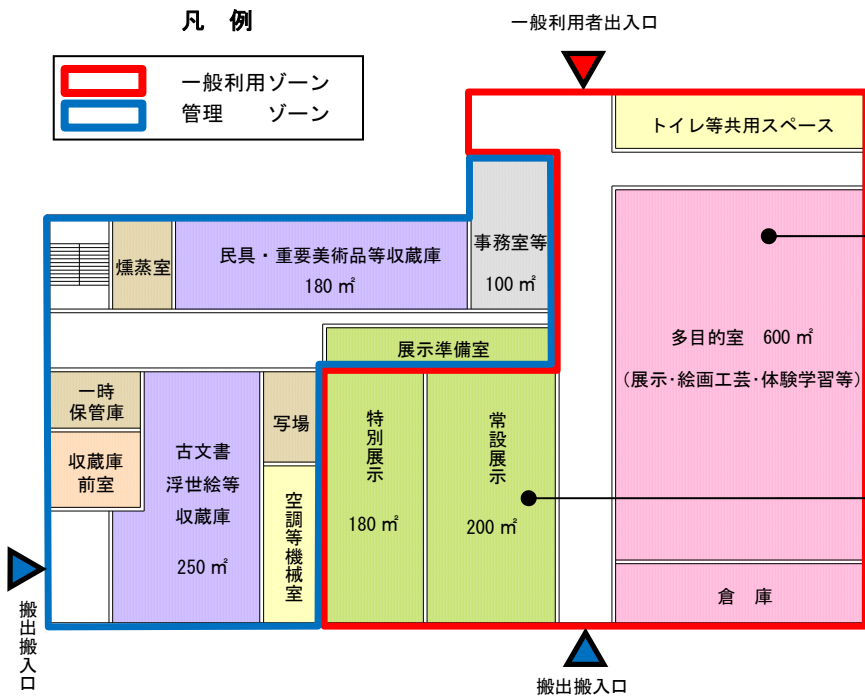 凡 例
一般利用ゾーン
管理 ゾーン
一般利用者出入口
トイレ等共用スペース
事務室等
100 ㎡
燻蒸室
民具・重要美術品等収蔵庫
180 ㎡
展示準備室
多目的室 600 ㎡
(展示・絵画工芸・体験学習等)
一時
保管庫
収蔵庫
前室
古文書
浮世絵等
収蔵庫
250 ㎡
写場
空調等機械室
特別展示
180 ㎡
常設展示
200 ㎡
倉 庫
搬出搬入口
搬出搬入口